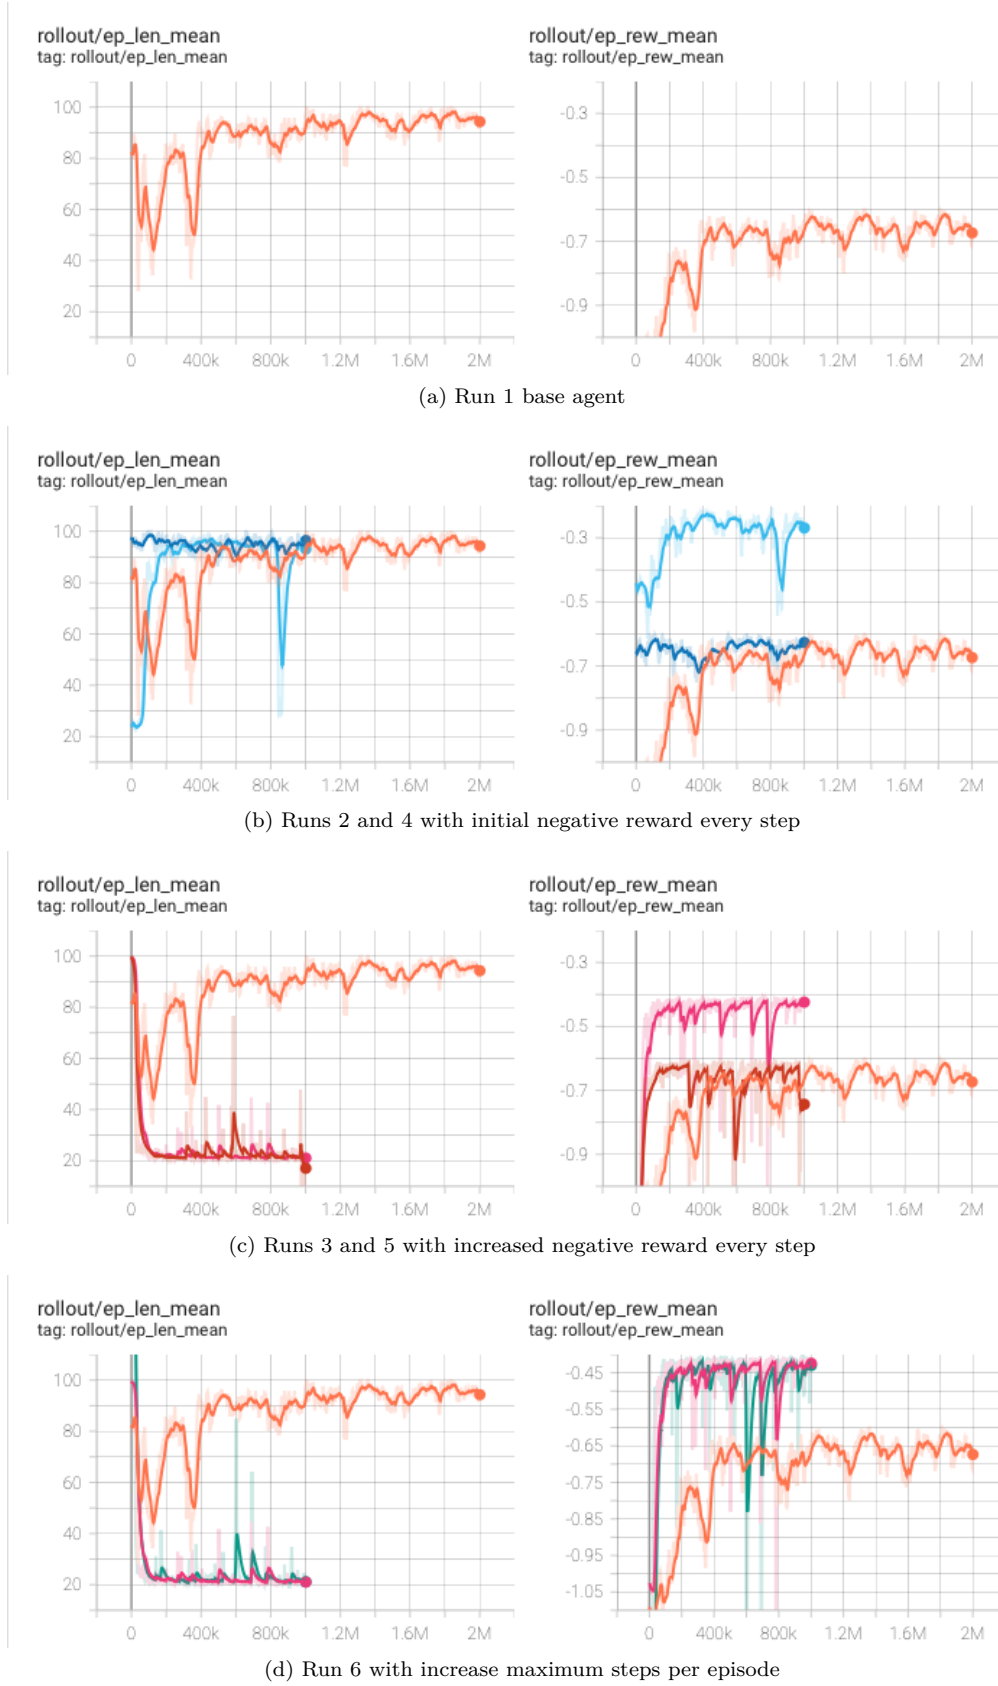 rollout/ep_len_mean
tag: rollout/ep_len_mean
100
80
60
40
20
0 400k 800k 1.2M 1.6M 2M
rollout/ep_rew_mean
tag: rollout/ep_rew_mean
-0.3
-0.5
-0.7
-0.9
0 400k 800k 1.2M 1.6M 2M
(a) Run 1 base agent
rollout/ep_len_mean
tag: rollout/ep_len_mean
100
80
60
40
20
0 400k 800k 1.2M 1.6M 2M
rollout/ep_rew_mean
tag: rollout/ep_rew_mean
-0.3
-0.5
-0.7
-0.9
0 400k 800k 1.2M 1.6M 2M
(b) Runs 2 and 4 with initial negative reward every step
rollout/ep_len_mean
tag: rollout/ep_len_mean
100
80
60
40
20
0 400k 800k 1.2M 1.6M 2M
rollout/ep_rew_mean
tag: rollout/ep_rew_mean
-0.3
-0.5
-0.7
-0.9
0 400k 800k 1.2M 1.6M 2M
(c) Runs 3 and 5 with increased negative reward every step
rollout/ep_len_mean
tag: rollout/ep_len_mean
100
80
60
40
20
0 400k 800k 1.2M 1.6M 2M
rollout/ep_rew_mean
tag: rollout/ep_rew_mean
-0.45
-0.55
-0.65
-0.75
-0.85
-0.95
-1.05
0 400k 800k 1.2M 1.6M 2M
(d) Run 6 with increase maximum steps per episode